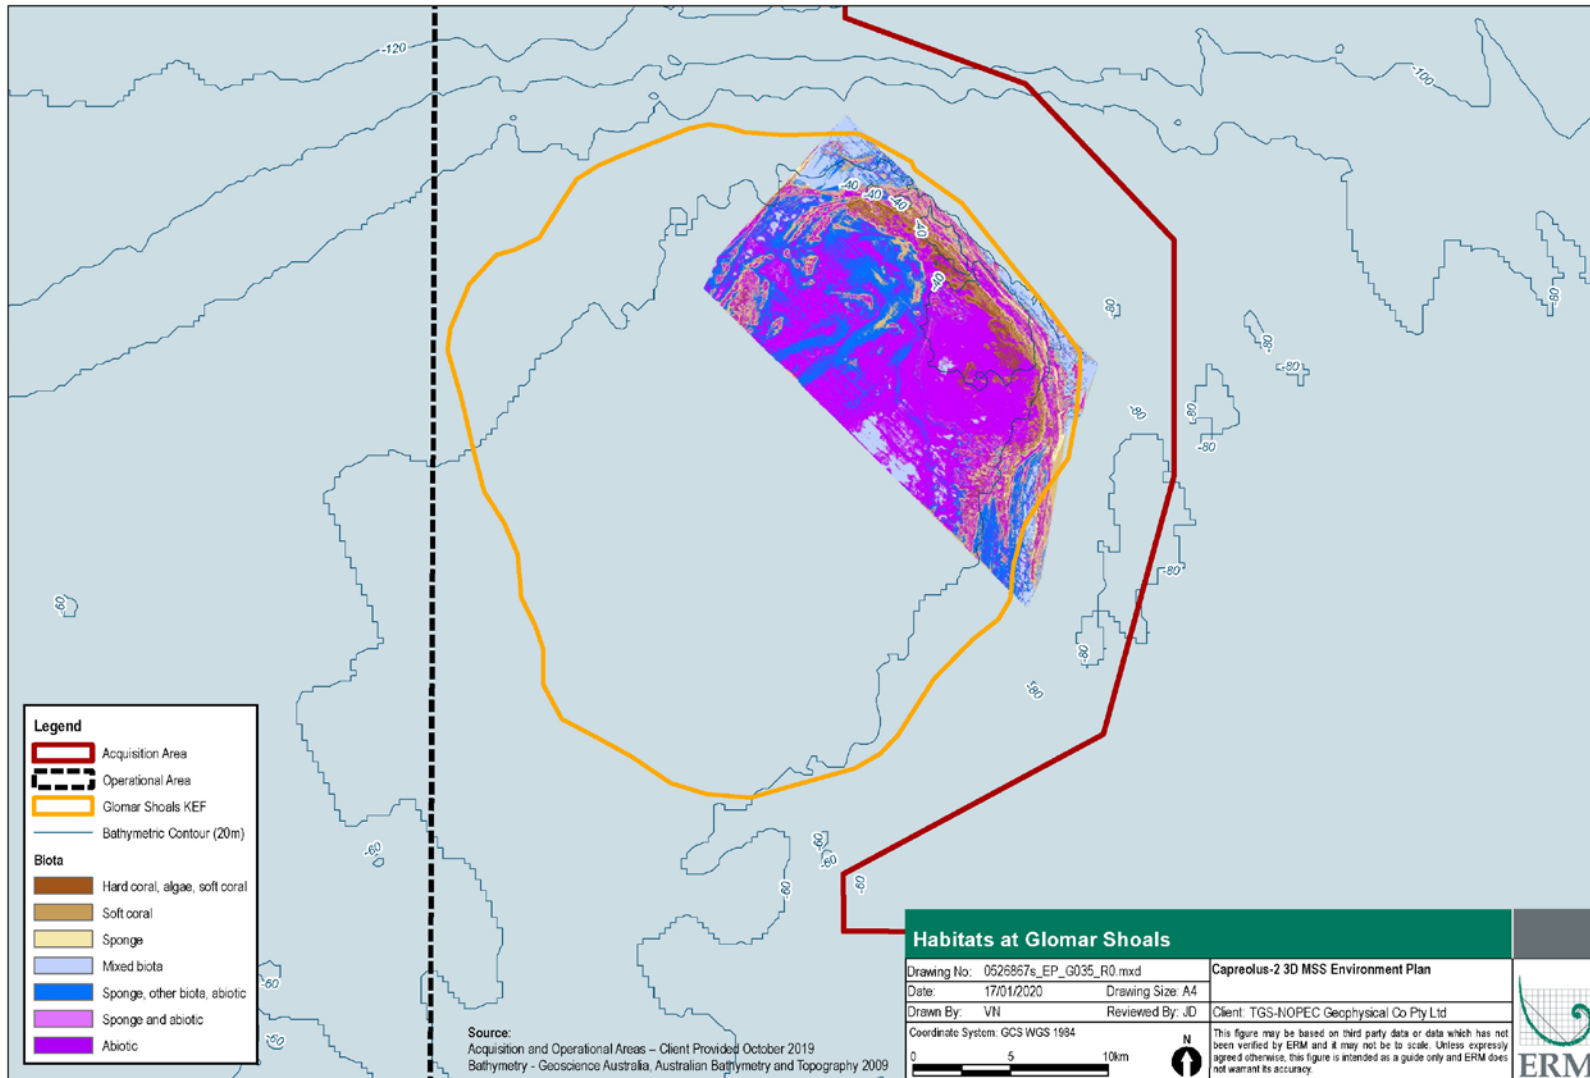 -120
-100
-40
-40
-40
-40
-40
-80
-80
-80
-80
-80
-80
-80
-80
-80
-80
-60
-60
-60
-60
-60
-60
-60
-60
Legend
Acquisition Area
Operational Area
Glomar Shoals KEF
Bathymetric Contour (20m)
Biota
Hard coral, algae, soft coral
Soft coral
Sponge
Mixed biota
Sponge, other biota, abiotic
Sponge and abiotic
Abiotic
Source:
Acquisition and Operational Areas – Client Provided October 2019
Bathymetry - Geoscience Australia, Australian Bathymetry and Topography 2009
Habitats at Glomar Shoals
Drawing No: 0526867s_EP_G035_R0.mxd
Capreolus-2 3D MSS Environment Plan
Date: 17/01/2020 Drawing Size: A4
Drawn By: VN Reviewed By: JD
Client: TGS-NOPEC Geophysical Co Pty Ltd
Coordinate System: GCS WGS 1984
0 5 10km
N
This figure may be based on third party data or data which has not
been verified by ERM and it may not be to scale. Unless expressly
agreed otherwise, this figure is intended as a guide only and ERM does
not warrant its accuracy.
ERM